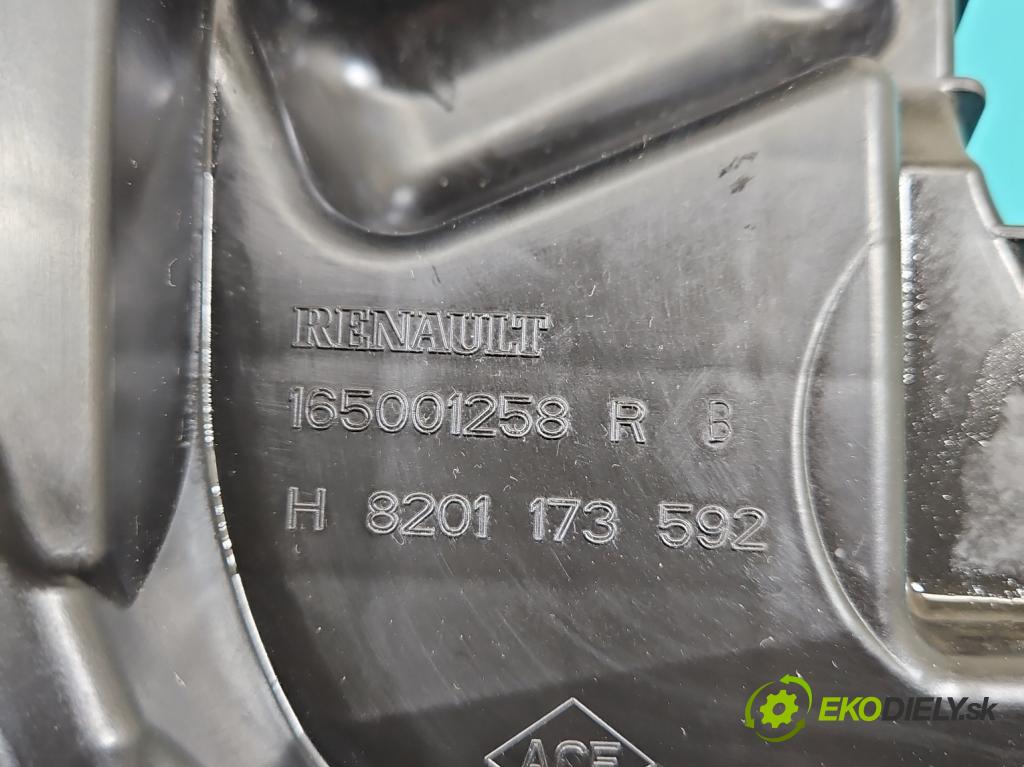 RENAULT
165001258 R B
H 8201 173 592
EKODIELY.sk